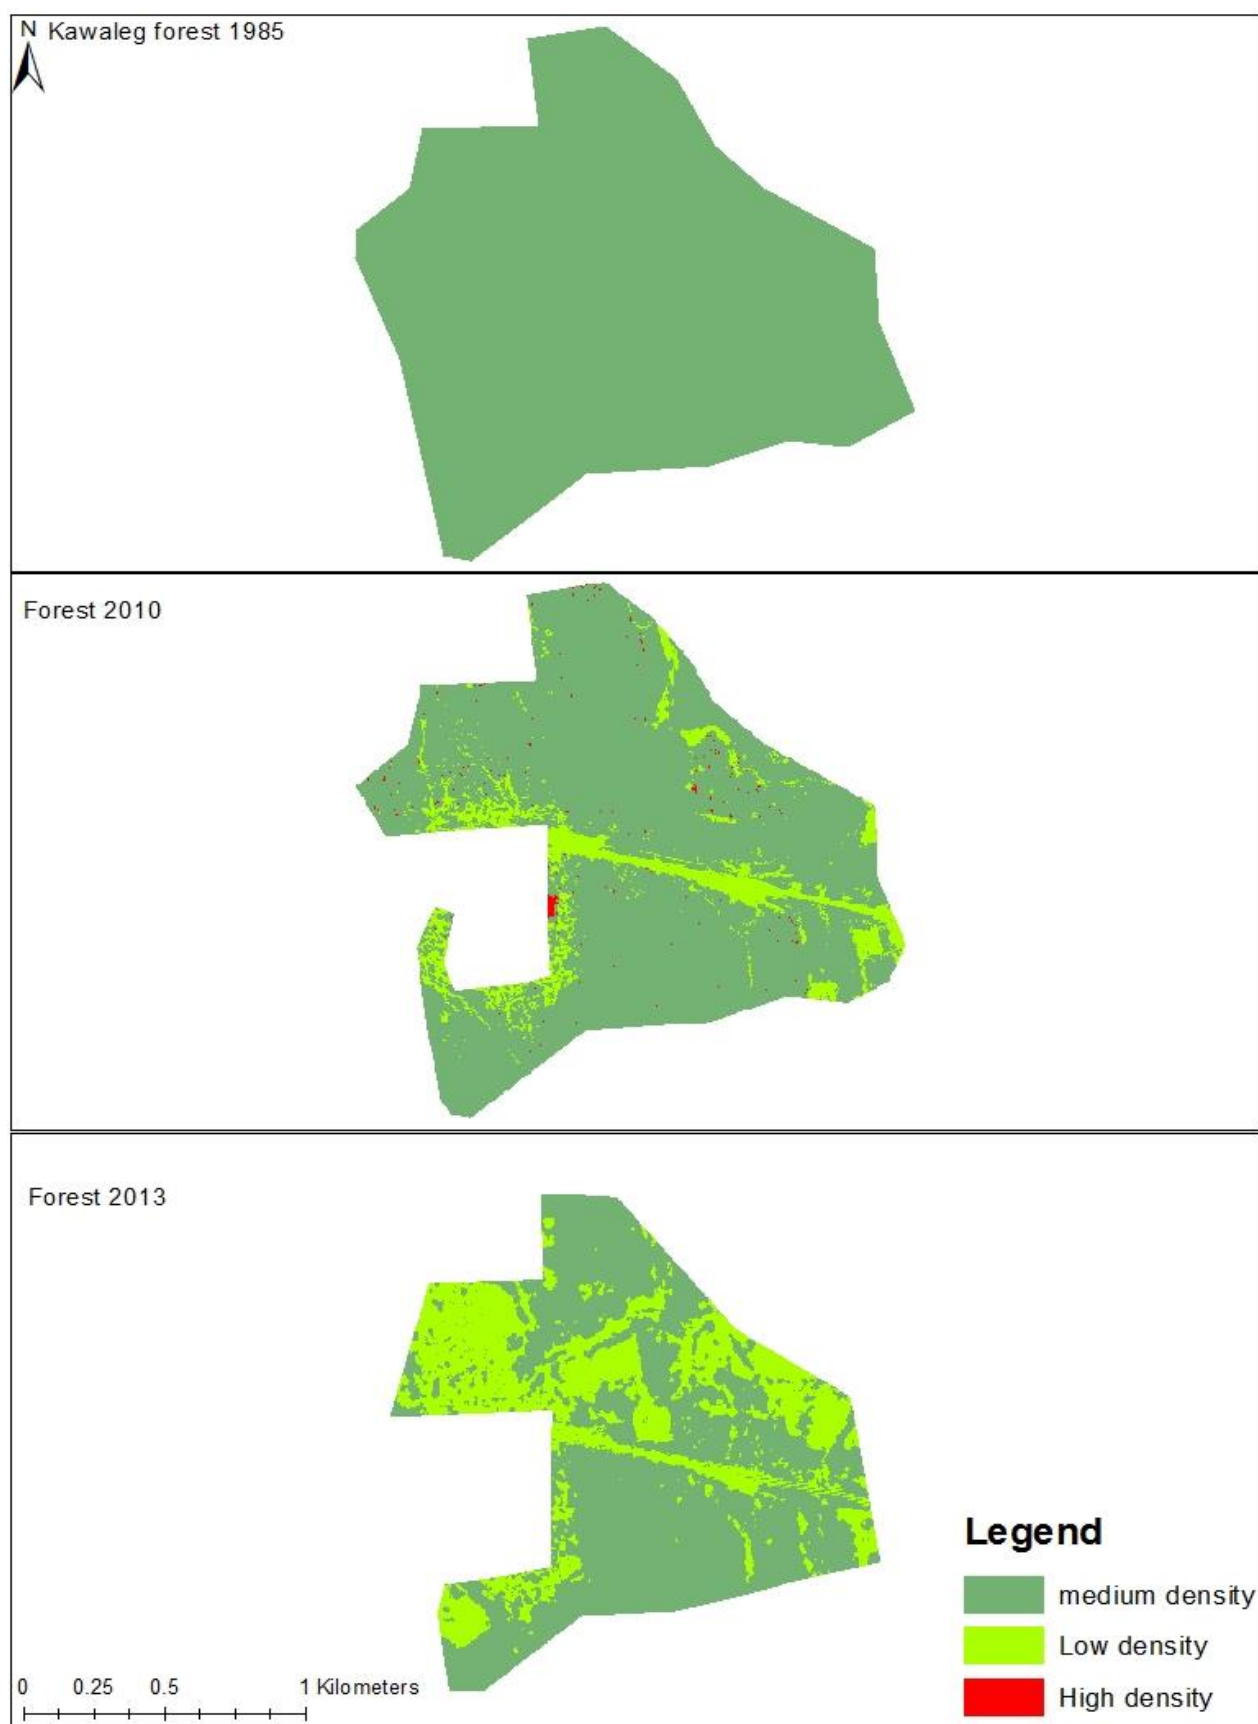 N
Kawaleg forest 1985
Forest 2010
Forest 2013
Legend
medium density
Low density
High density
0 0.25 0.5 1 Kilometers